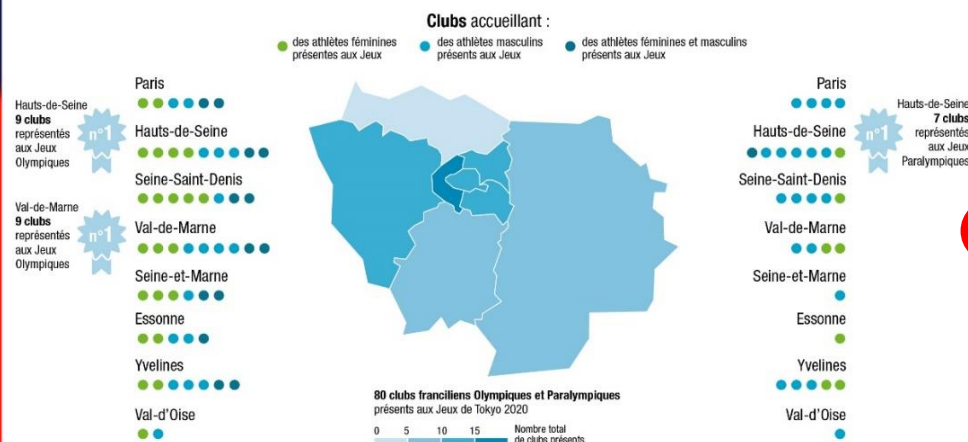 Clubs accueillant :
des athlètes féminines
présentes aux Jeux
des athlètes masculins
présents aux Jeux
des athlètes féminines et masculins
présents aux Jeux
Hauts-de-Seine
9 clubs
représentés
aux Jeux
Olympiques
n°1
Val-de-Marne
9 clubs
représentés
aux Jeux
Olympiques
n°1
Paris
Hauts-de-Seine
Seine-Saint-Denis
Val-de-Marne
Seine-et-Marne
Essonne
Yvelines
Val-d'Oise
80 clubs franciliens Olympiques et Paralympiques
présents aux Jeux de Tokyo 2020
0 5 10 15
Nombre total
de clubs présents
Paris
Hauts-de-Seine
Seine-Saint-Denis
Val-de-Marne
Seine-et-Marne
Essonne
Yvelines
Val-d'Oise
n°1
Hauts-de-Seine
7 clubs
représentés
aux Jeux
Paralympiques